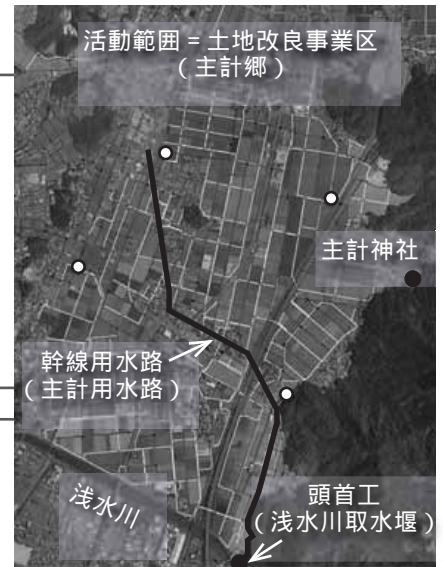 活動範囲＝土地改良事業区
（主計郷）
主計神社
幹線用水路
（主計用水路）
浅水川
頭首工
（浅水川取水堰）